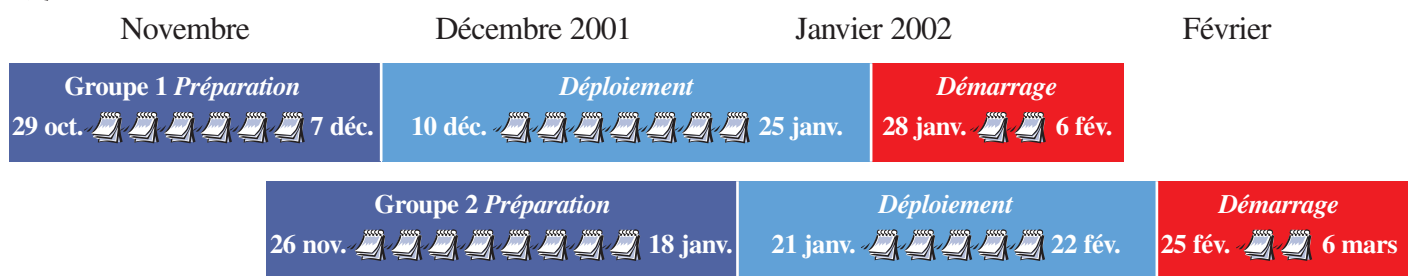 Novembre Décembre 2001 Janvier 2002 Février
Groupe 1 Préparation Déploiement Démarrage
29 oct. 7 déc. 10 déc. 25 janv. 28 janv. 6 fév.
Groupe 2 Préparation Déploiement Démarrage
26 nov. 18 janv. 21 janv. 22 fév. 25 fév. 6 mars